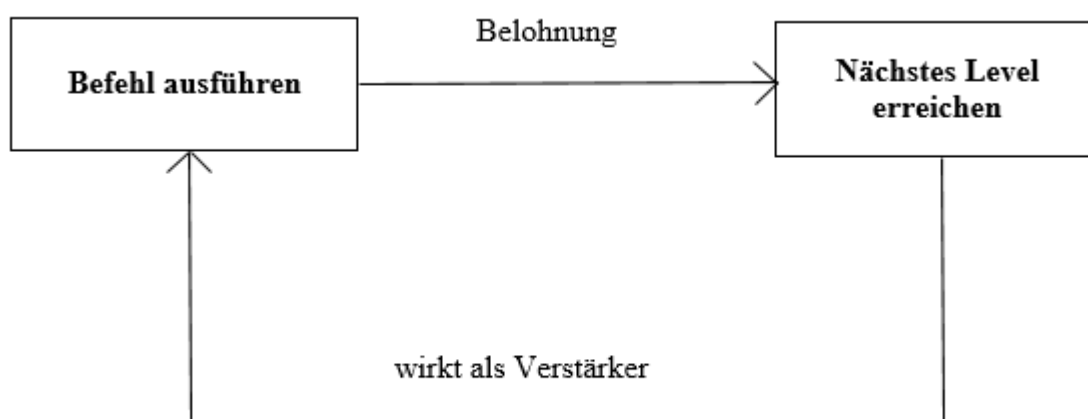 Belohnung
Befehl ausführen
Nächstes Level
erreichen
wirkt als Verstärker